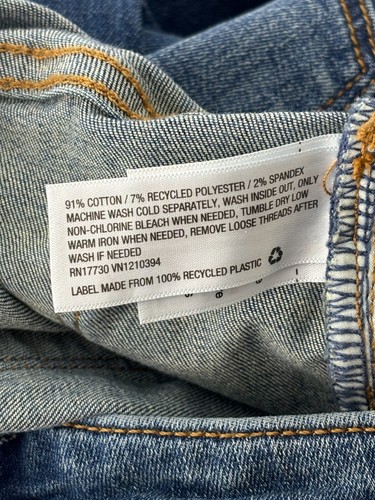 91% COTTON / 7% RECYCLED POLYESTER / 2% SPANDEX
MACHINE WASH COLD SEPARATELY, WASH INSIDE OUT, ONLY
NON-CHLORINE BLEACH WHEN NEEDED, TUMBLE DRY LOW
WARM IRON WHEN NEEDED, REMOVE LOOSE THREADS AFTER
WASH IF NEEDED
RN17730 VN1210394
LABEL MADE FROM 100% RECYCLED PLASTIC